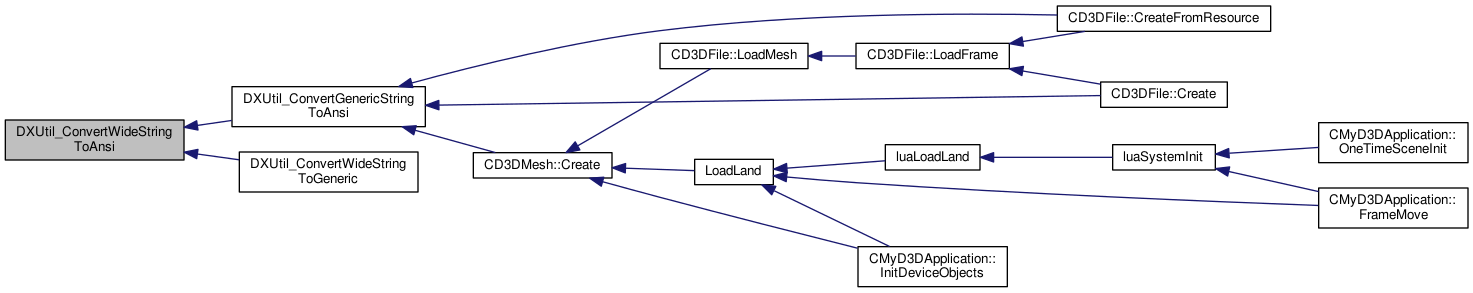 DXUtil_ConvertWideString
ToAnsi
DXUtil_ConvertGenericString
ToAnsi
DXUtil_ConvertWideString
ToGeneric
CD3DFile::CreateFromResource
CD3DFile::LoadMesh
CD3DFile::LoadFrame
CD3DFile::Create
CD3DMesh::Create
LoadLand
luaLoadLand
luaSystemInit
CMyD3DApplication::
OneTimeSceneInit
CMyD3DApplication::
FrameMove
CMyD3DApplication::
InitDeviceObjects